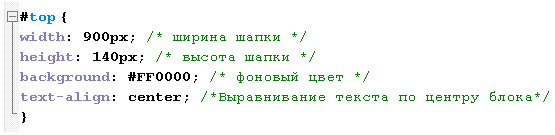 #top {
width: 900px; /* ширина шапки */
height: 140px; /* высота шапки */
background: #FF0000; /* фоновый цвет */
text-align: center; /*Выравнивание текста по центру блока*/
}